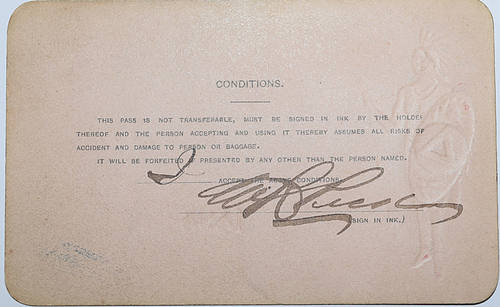 CONDITIONS.
THIS PASS IS NOT TRANSFERABLE, MUST BE SIGNED IN INK BY THE HOLDER
THEREOF AND THE PERSON ACCEPTING AND USING IT THEREBY ASSUMES ALL RISKS OF
ACCIDENT AND DAMAGE TO PERSON OR BAGGAGE.
IT WILL BE FORFEITED IF PRESENTED BY ANY OTHER THAN THE PERSON NAMED.
I ACCEPT THE ABOVE CONDITIONS.
(SIGN IN INK.)